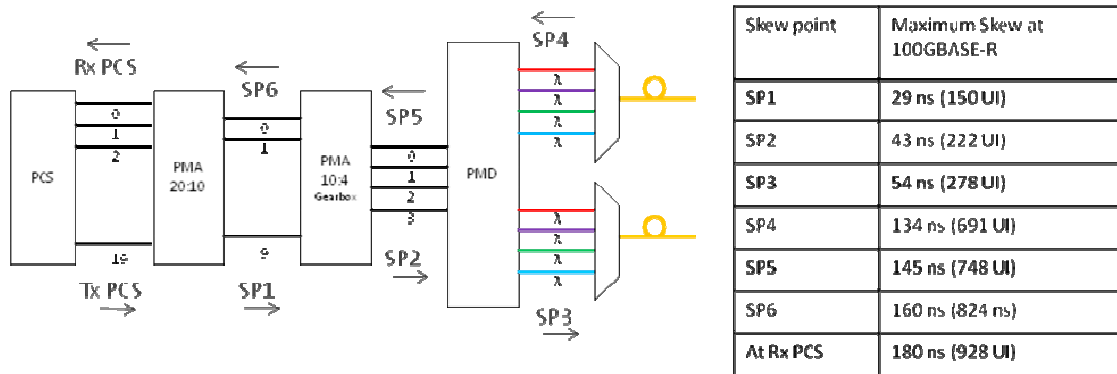 SP4
Rx PCS
SP6
SP5
λ
λ
λ
λ
0
1
2
0
1
0
1
2
3
PCS
PMA
20:10
PMA
10:4
Gearbox
PMD
λ
λ
λ
λ
19
9
Tx PCS
SP1
SP2
SP3
Skew point
Maximum Skew at
100GBASE-R
SP1
29 ns (150 UI)
SP2
43 ns (222 UI)
SP3
54 ns (278 UI)
SP4
134 ns (691 UI)
SP5
145 ns (748 UI)
SP6
160 ns (824 ns)
At Rx PCS
180 ns (928 UI)